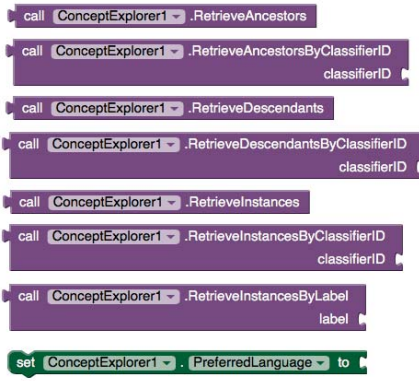 call ConceptExplorer1 .RetrieveAncestors
call ConceptExplorer1 .RetrieveAncestorsByClassifierID
classifierID
call ConceptExplorer1 .RetrieveDescendants
call ConceptExplorer1 .RetrieveDescendantsByClassifierID
classifierID
call ConceptExplorer1 .RetrieveInstances
call ConceptExplorer1 .RetrieveInstancesByClassifierID
classifierID
call ConceptExplorer1 .RetrieveInstancesByLabel
label
set ConceptExplorer1 . PreferredLanguage to